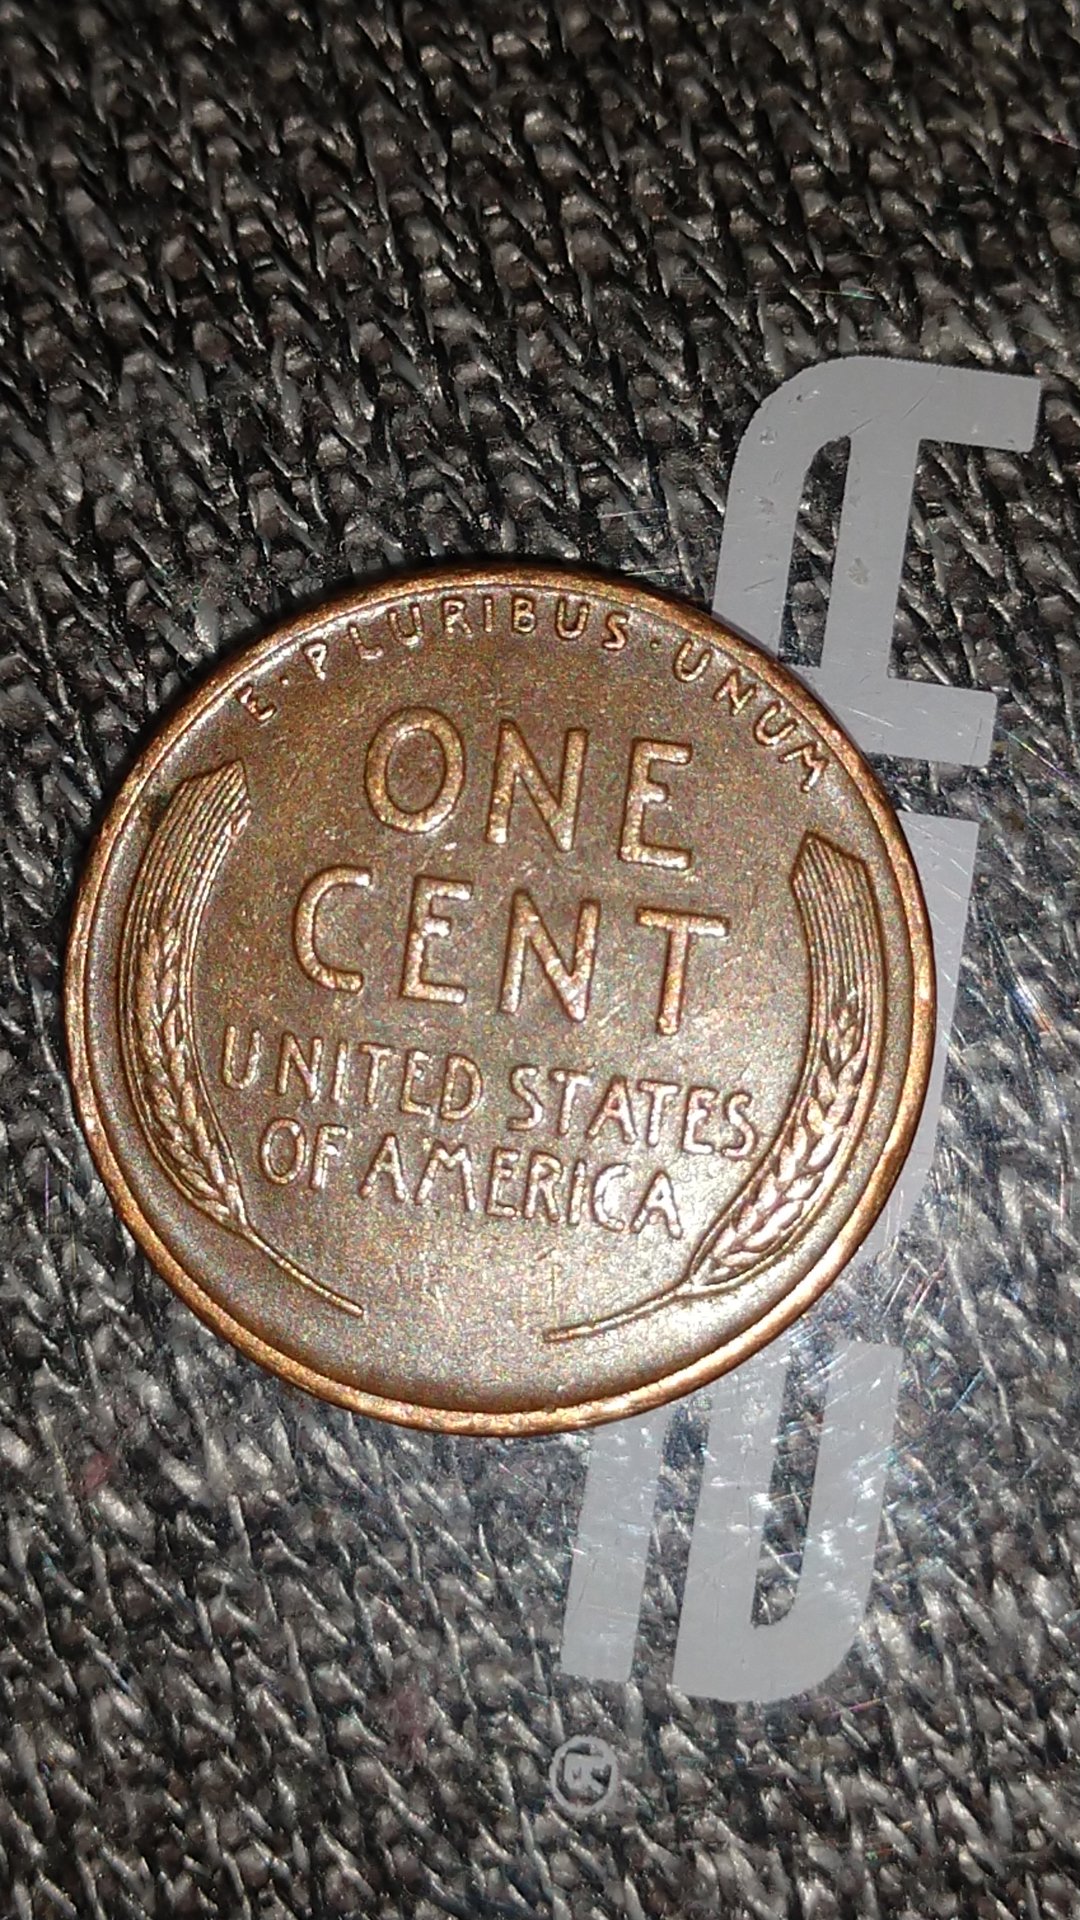 E · PLURIBUS · UNUM
ONE
CENT
UNITED STATES
OF AMERICA
®